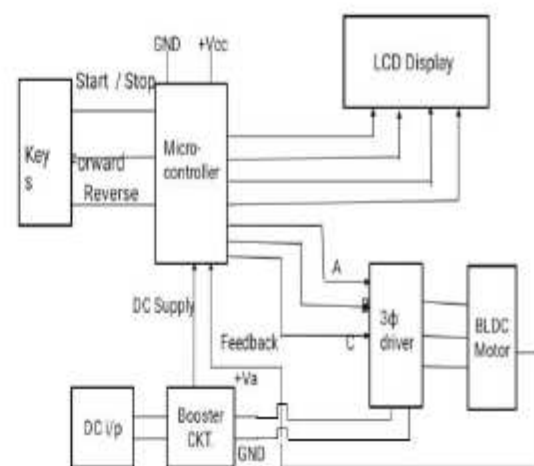 GND +Vcc
LCD Display
Start / Stop
Key
s
Micro-
controller
Forward
Reverse
A
B
C
3ϕ
driver
BLDC
Motor
DC Supply
Feedback
+Va
DC i/p
Booster
CKT.
GND